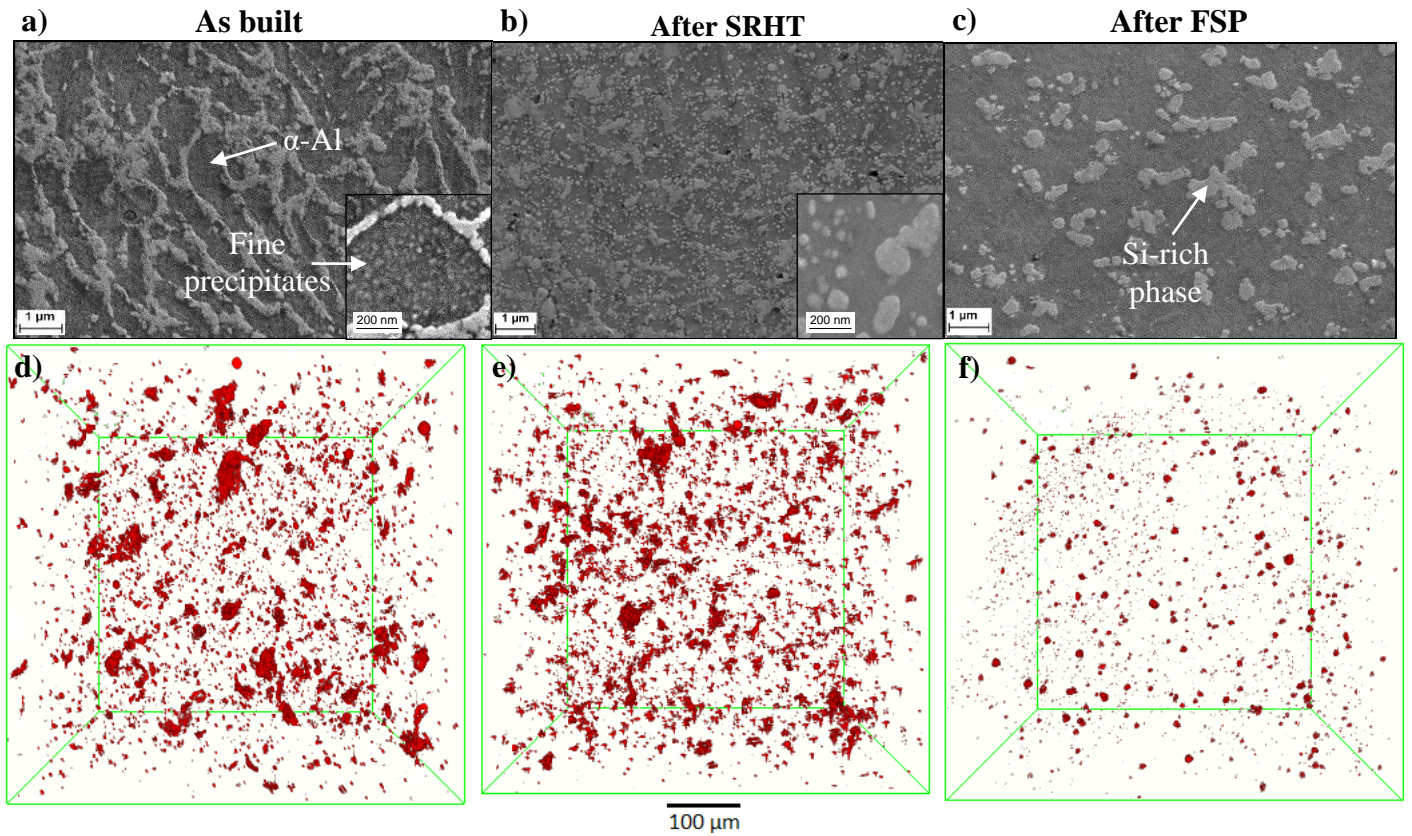 a)
As built
b)
After SRHT
c)
After FSP
α-Al
Fine
precipitates
1 µm
200 nm
1 µm
200 nm
Si-rich
phase
1 µm
d)
e)
f)
100 µm